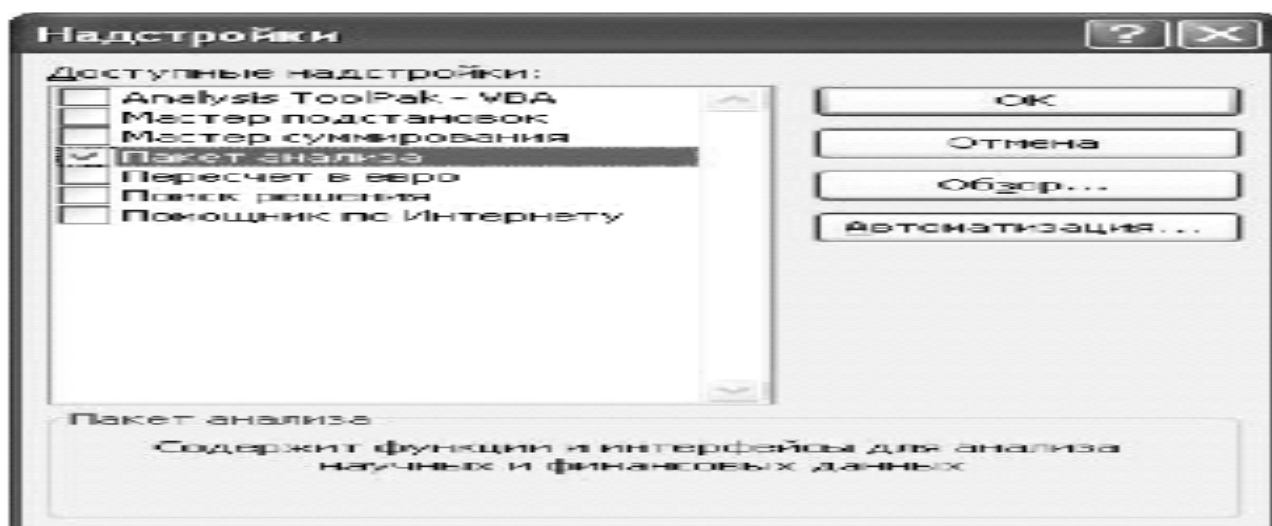 Надстройки
Доступные надстройки:
Analysis ToolPak - VBA
Мастер подстановок
Мастер суммирования
Пакет анализа
Пересчет в евро
Поиск решения
Помощник по Интернету
ОК
Отмена
Обзор...
Автоматизация...
Пакет анализа
Содержит функции и интерфейсы для анализа
научных и финансовых данных